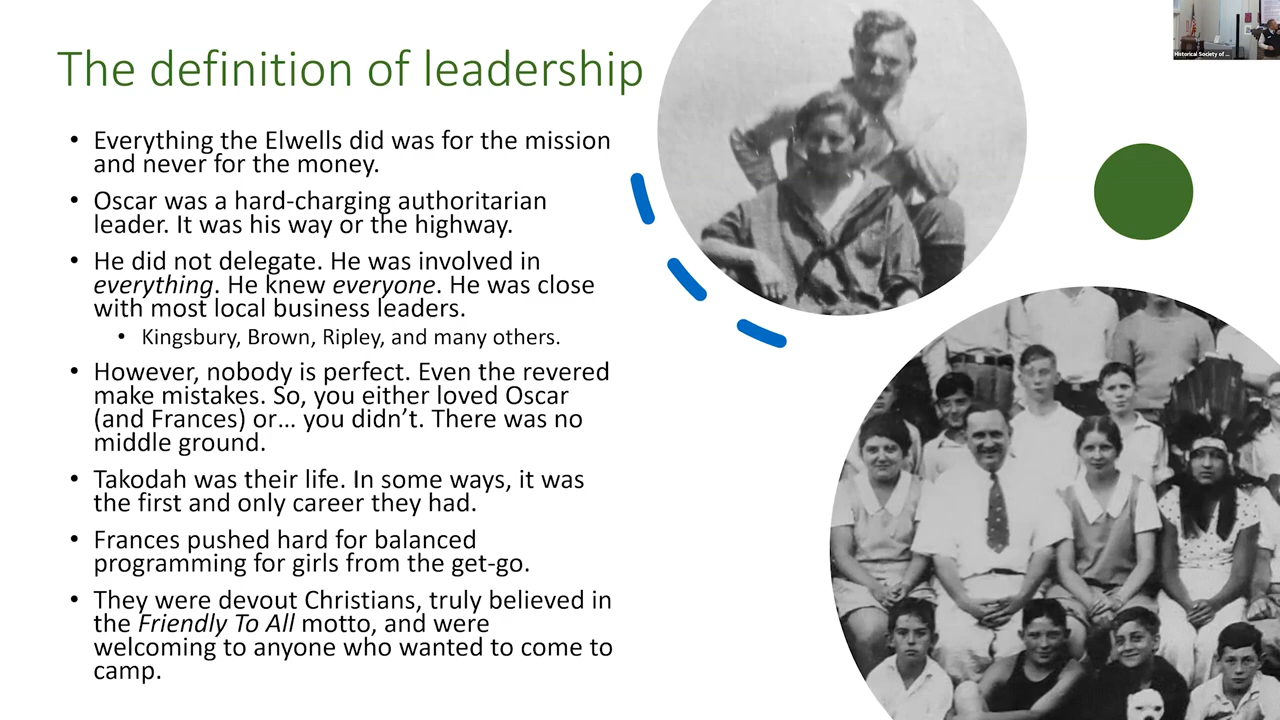 The definition of leadership
• Everything the Elwells did was for the mission
and never for the money.
• Oscar was a hard-charging authoritarian
leader. It was his way or the highway.
• He did not delegate. He was involved in
everything. He knew everyone. He was close
with most local business leaders.
• Kingsbury, Brown, Ripley, and many others.
• However, nobody is perfect. Even the revered
make mistakes. So, you either loved Oscar
(and Frances) or… you didn’t. There was no
middle ground.
• Takodah was their life. In some ways, it was
the first and only career they had.
• Frances pushed hard for balanced
programming for girls from the get-go.
• They were devout Christians, truly believed in
the Friendly To All motto, and were
welcoming to anyone who wanted to come to
camp.
Historical Society of ...